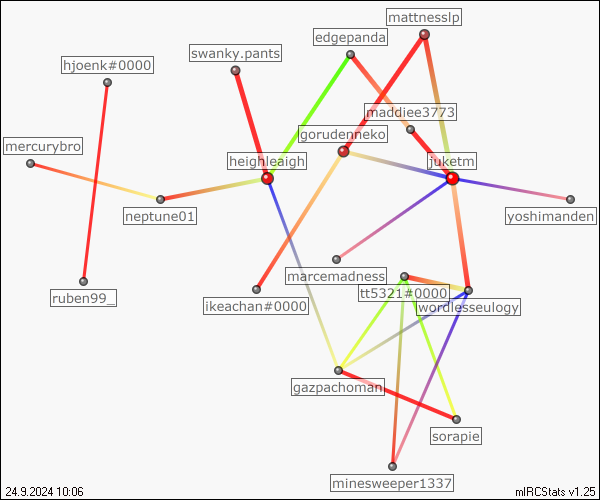 mattnesslp
edgepanda
swanky.pants
hjoenk#0000
maddiee3773
gorudenneko
mercurybro
heighleaigh
juketm
neptune01
yoshimanden
marcemadness
tt5321#0000
ruben99_
ikeachan#0000
wordlesseulogy
gazpachoman
sorapie
minesweeper1337
24.9.2024 10:06
mIRCStats v1.25